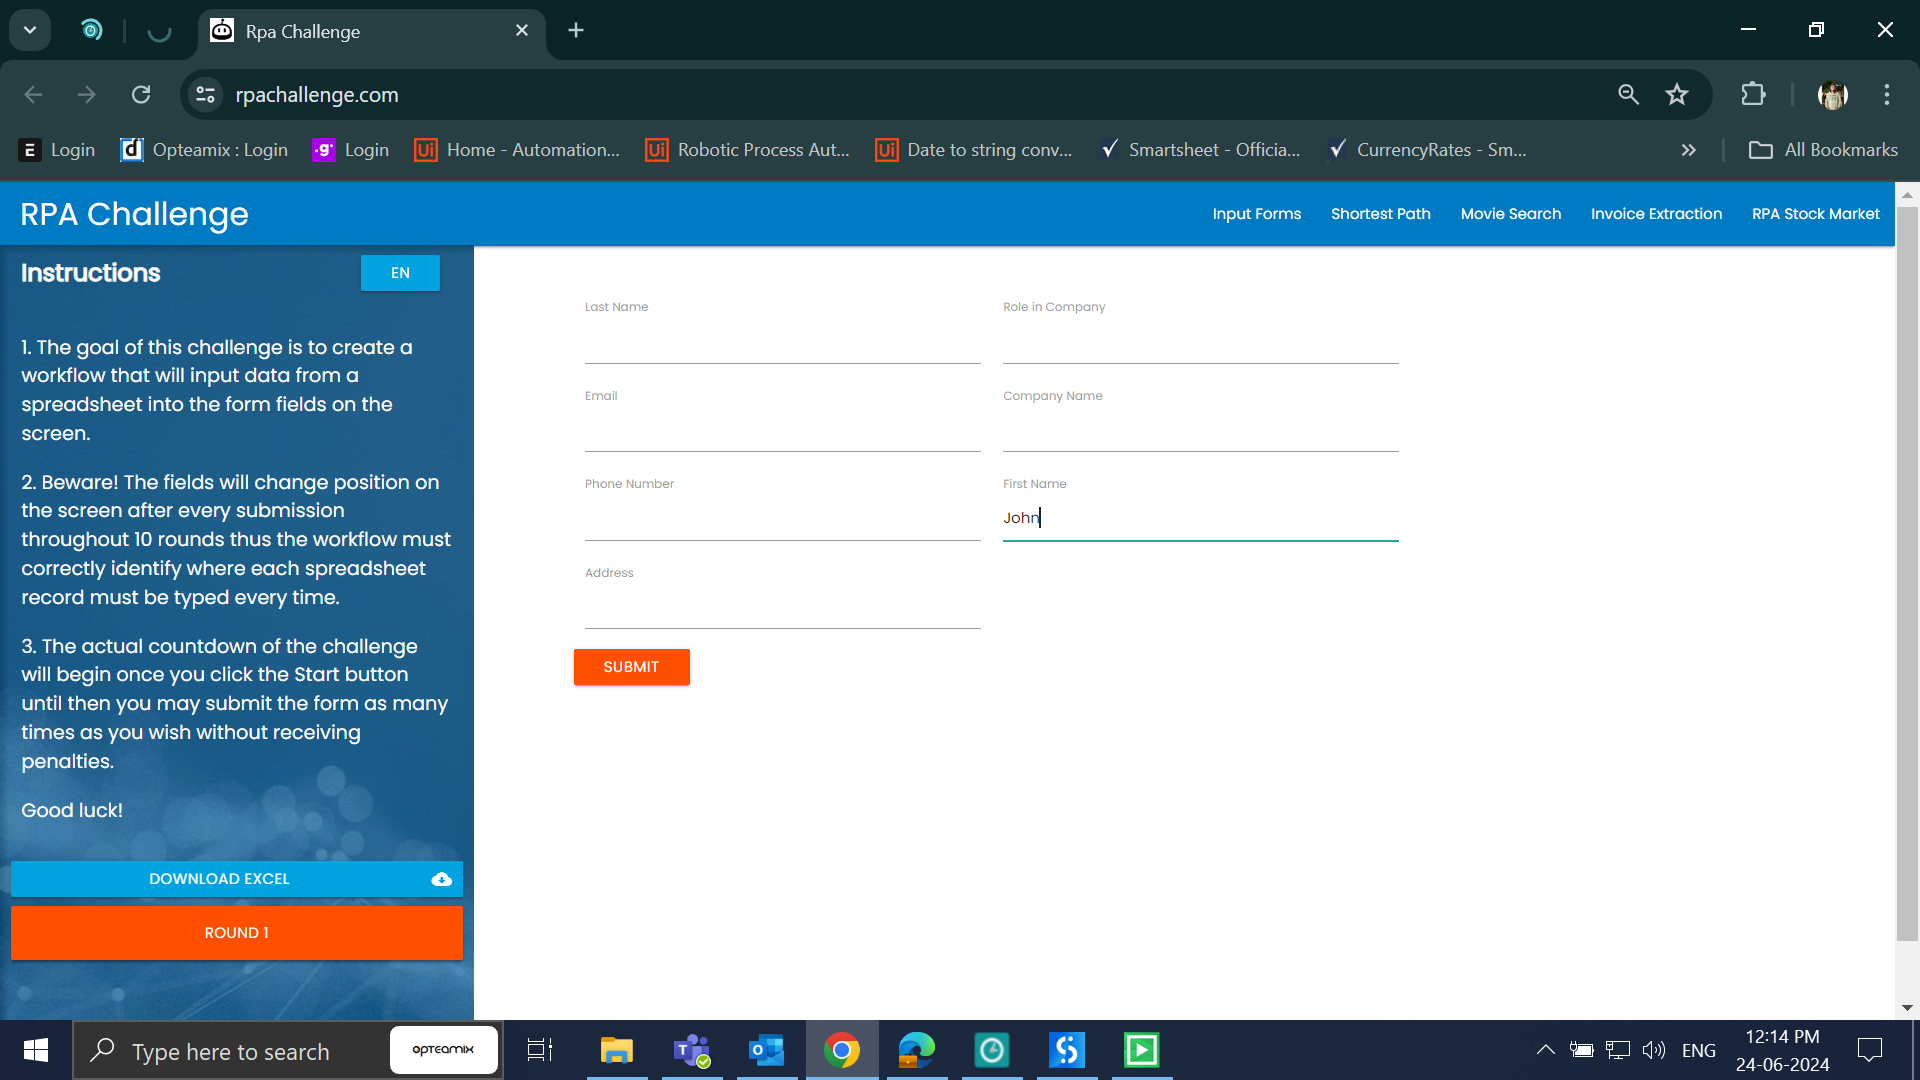 Rpa Challenge
rpachallenge.com
Login
Opteamix : Login
Login
Home - Automation...
Robotic Process Aut...
Date to string conv...
Smartsheet - Officia...
CurrencyRates - Sm...
All Bookmarks
RPA Challenge
Input Forms
Shortest Path
Movie Search
Invoice Extraction
RPA Stock Market
Instructions
EN
1. The goal of this challenge is to create a
workflow that will input data from a
spreadsheet into the form fields on the
screen.
2. Beware! The fields will change position on
the screen after every submission
throughout 10 rounds thus the workflow must
correctly identify where each spreadsheet
record must be typed every time.
3. The actual countdown of the challenge
will begin once you click the Start button
until then you may submit the form as many
times as you wish without receiving
penalties.
Good luck!
DOWNLOAD EXCEL
ROUND 1
Last Name
Role in Company
Email
Company Name
Phone Number
First Name
John
Address
SUBMIT
Type here to search
OPTEAMIX
ENG
12:14 PM
24-06-2024